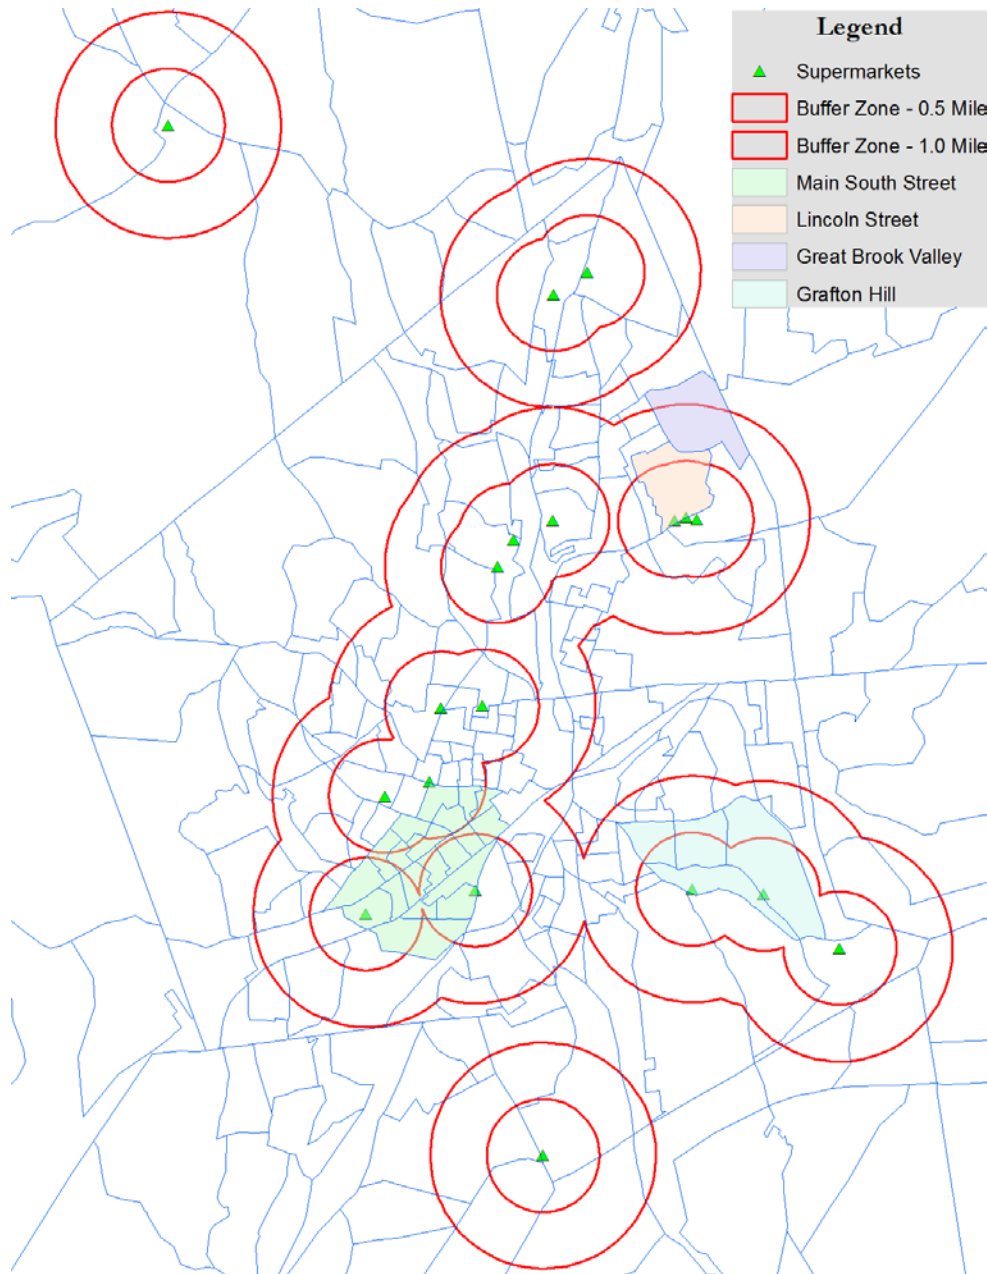 Legend
Supermarkets
Buffer Zone - 0.5 Mile
Buffer Zone - 1.0 Mile
Main South Street
Lincoln Street
Great Brook Valley
Grafton Hill